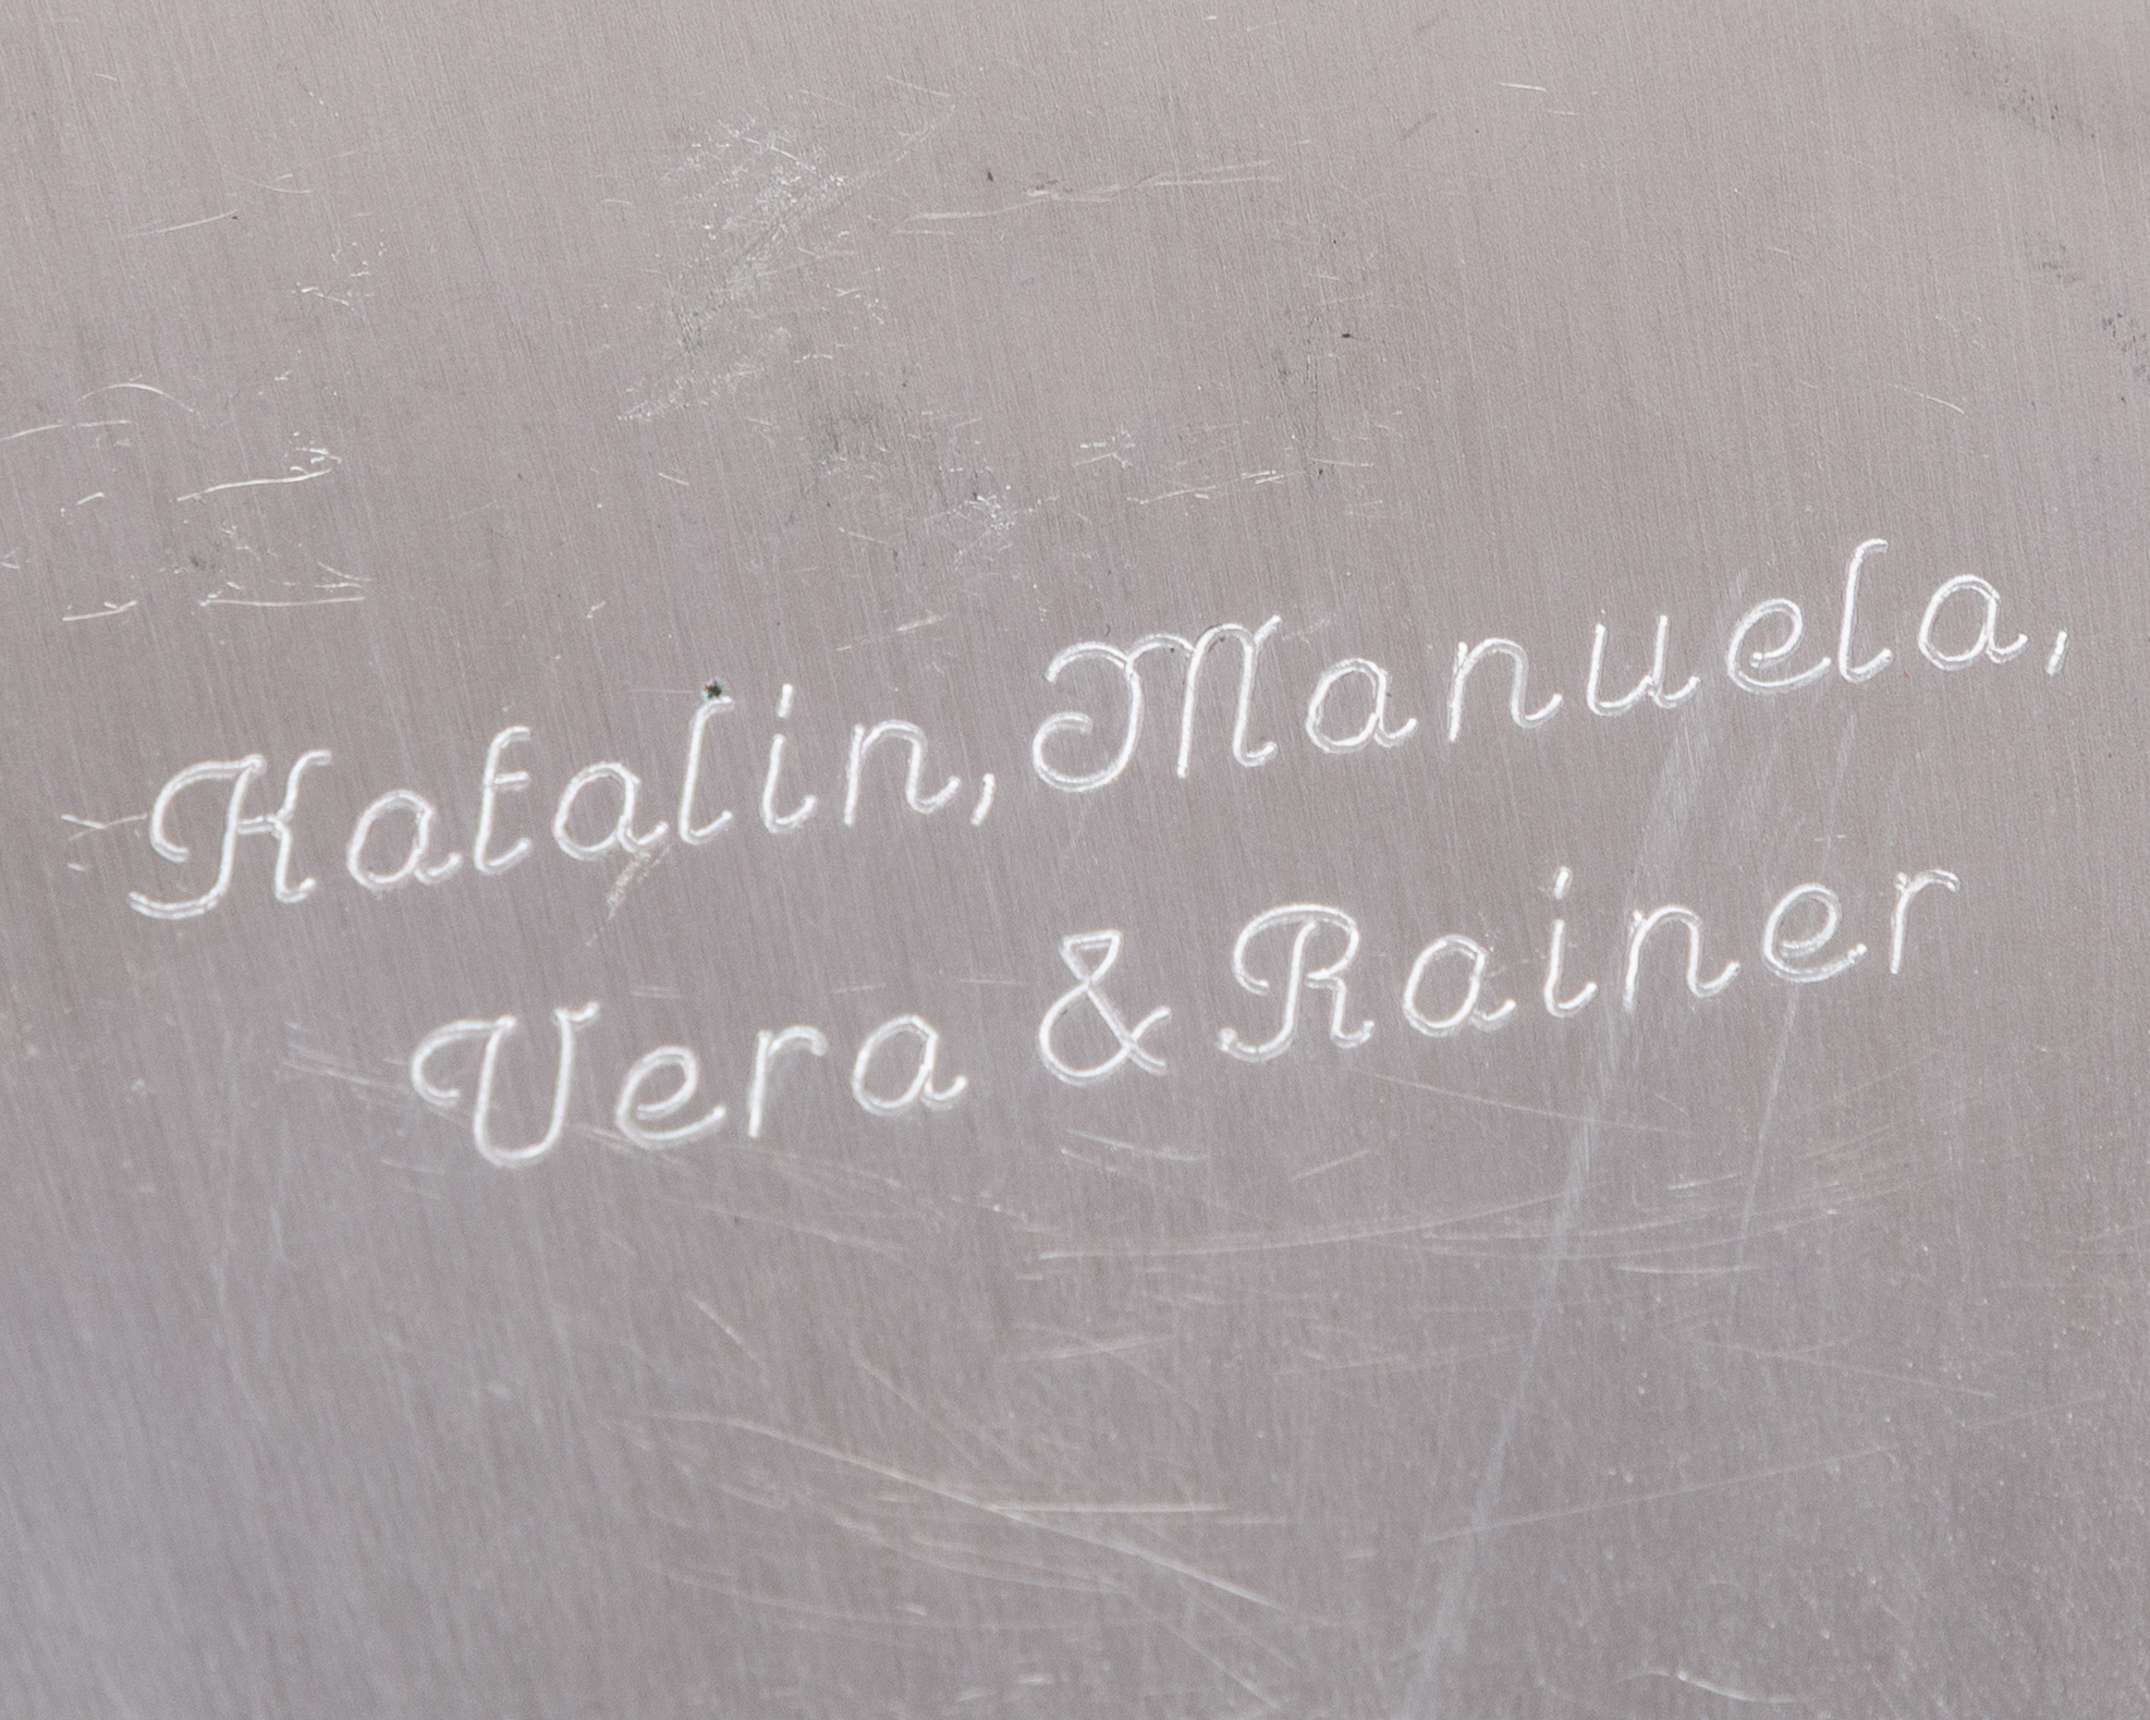 Katalin, Manuela,
Vera & Rainer